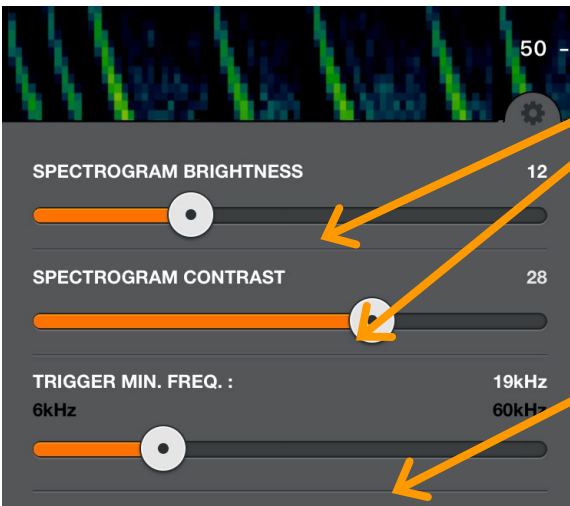 50 -
SPECTROGRAM BRIGHTNESS 12
SPECTROGRAM CONTRAST 28
TRIGGER MIN. FREQ. : 19kHz
6kHz 60kHz